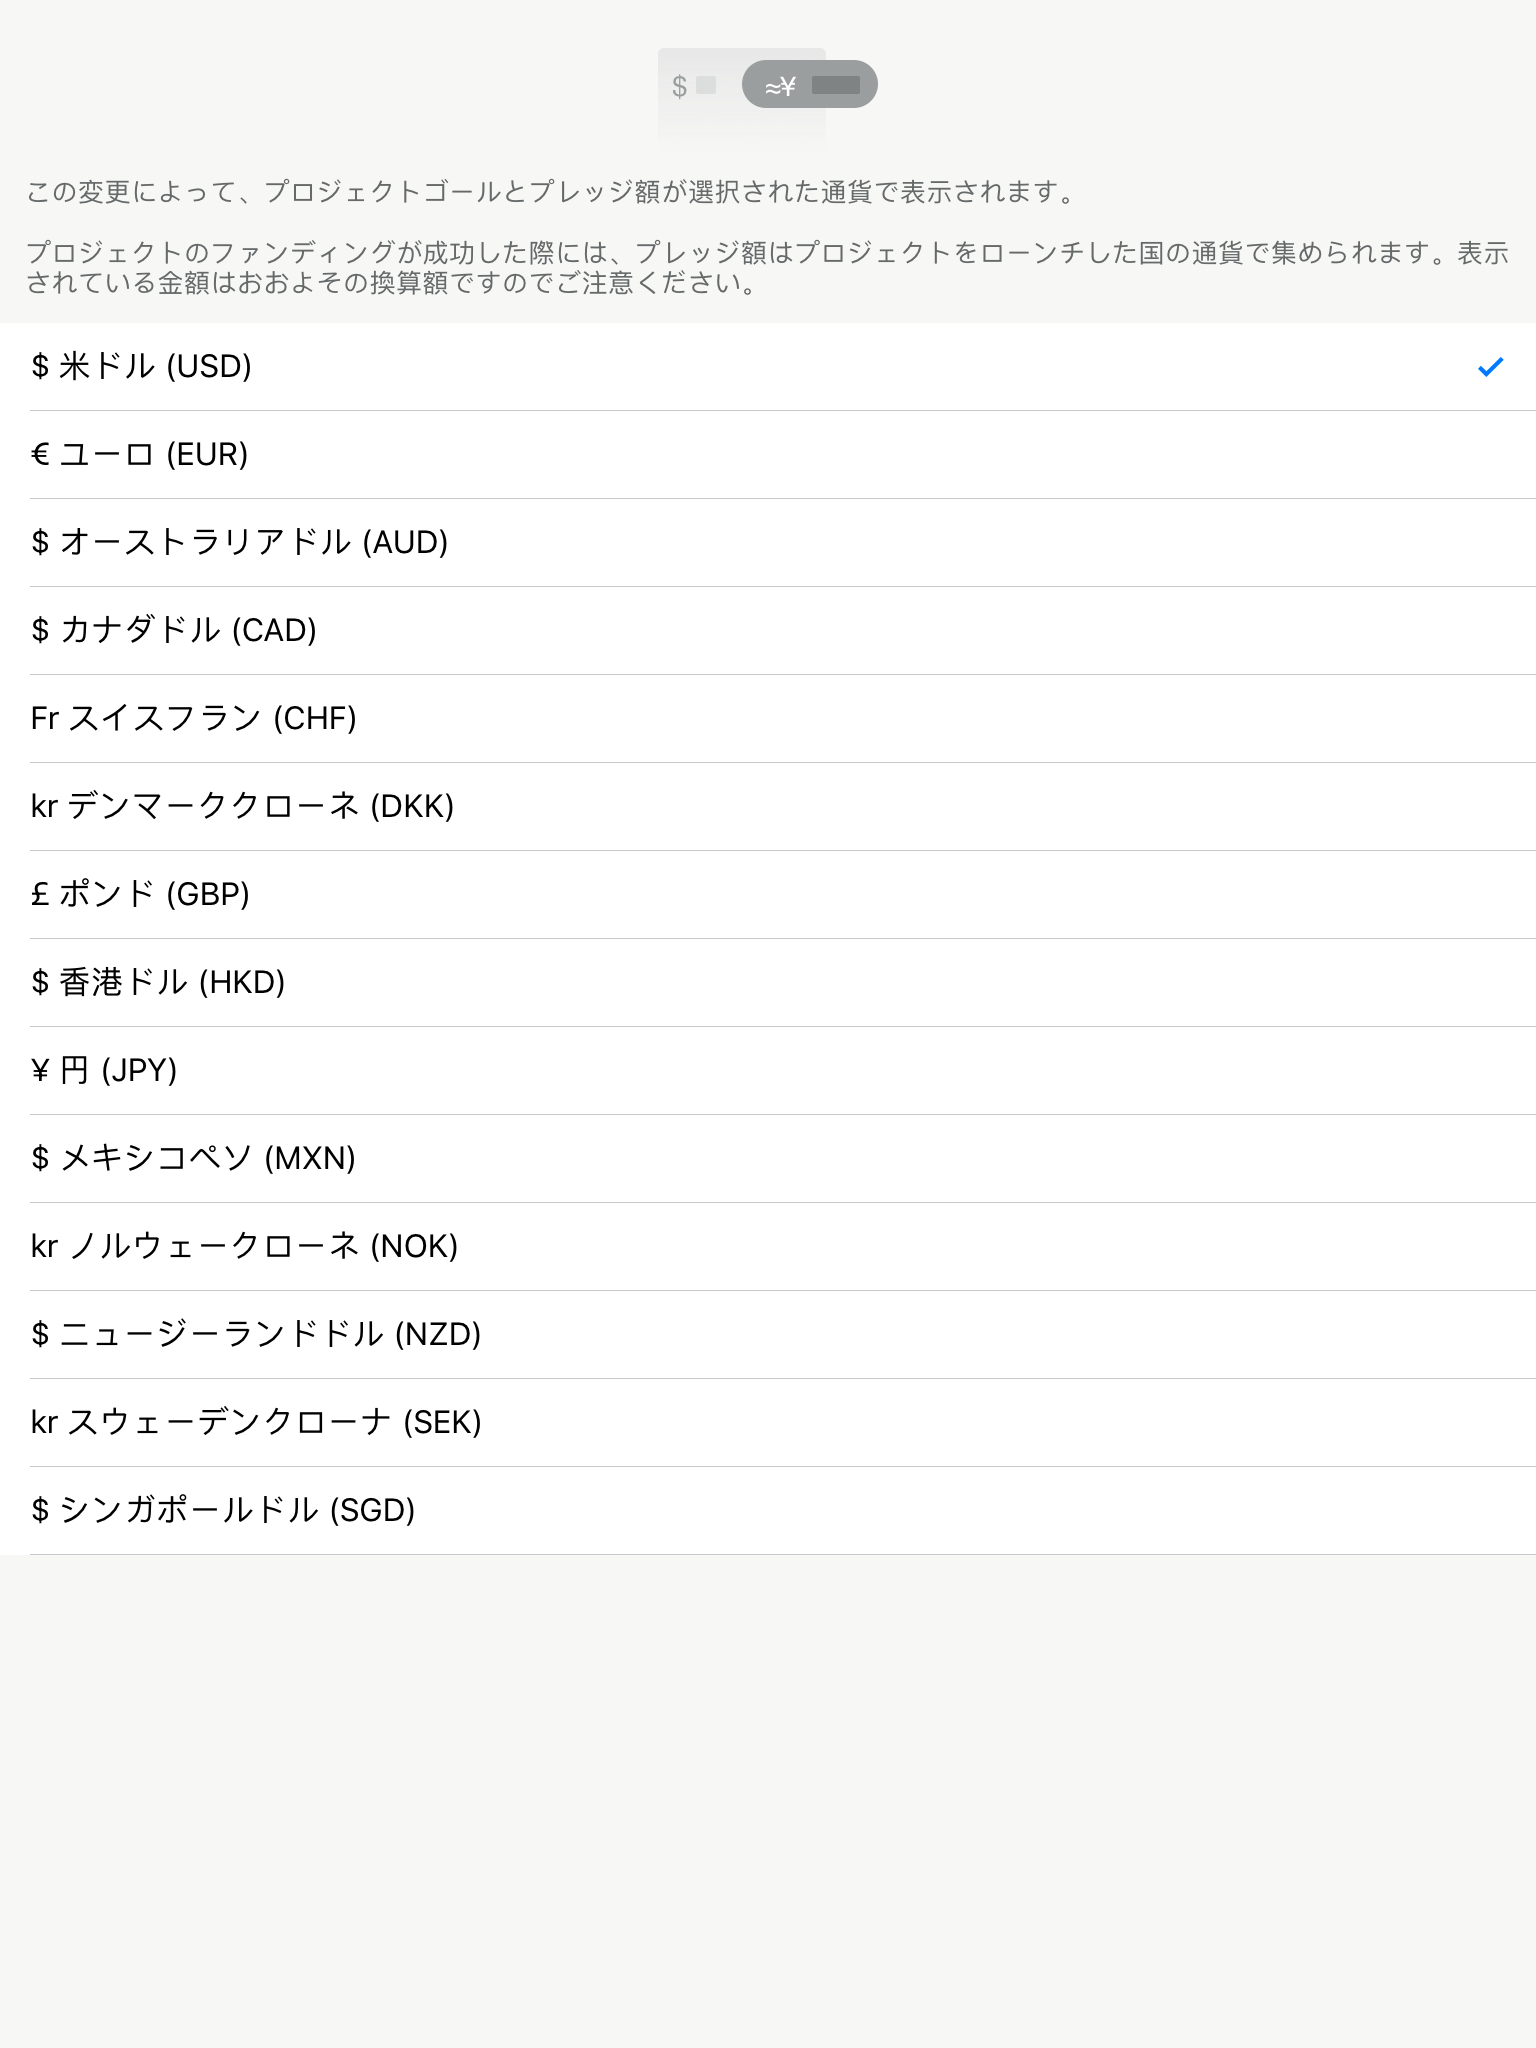 $
≈¥
この変更によって、プロジェクトゴールとプレッジ額が選択された通貨で表示されます。
プロジェクトのファンディングが成功した際には、プレッジ額はプロジェクトをローンチした国の通貨で集められます。表示
されている金額はおおよその換算額ですのでご注意ください。
$ 米ドル (USD)
€ ユーロ (EUR)
$ オーストラリアドル (AUD)
$ カナダドル (CAD)
Fr スイスフラン (CHF)
kr デンマーククローネ (DKK)
£ ポンド (GBP)
$ 香港ドル (HKD)
¥ 円 (JPY)
$ メキシコペソ (MXN)
kr ノルウェークローネ (NOK)
$ ニュージーランドドル (NZD)
kr スウェーデンクローナ (SEK)
$ シンガポールドル (SGD)